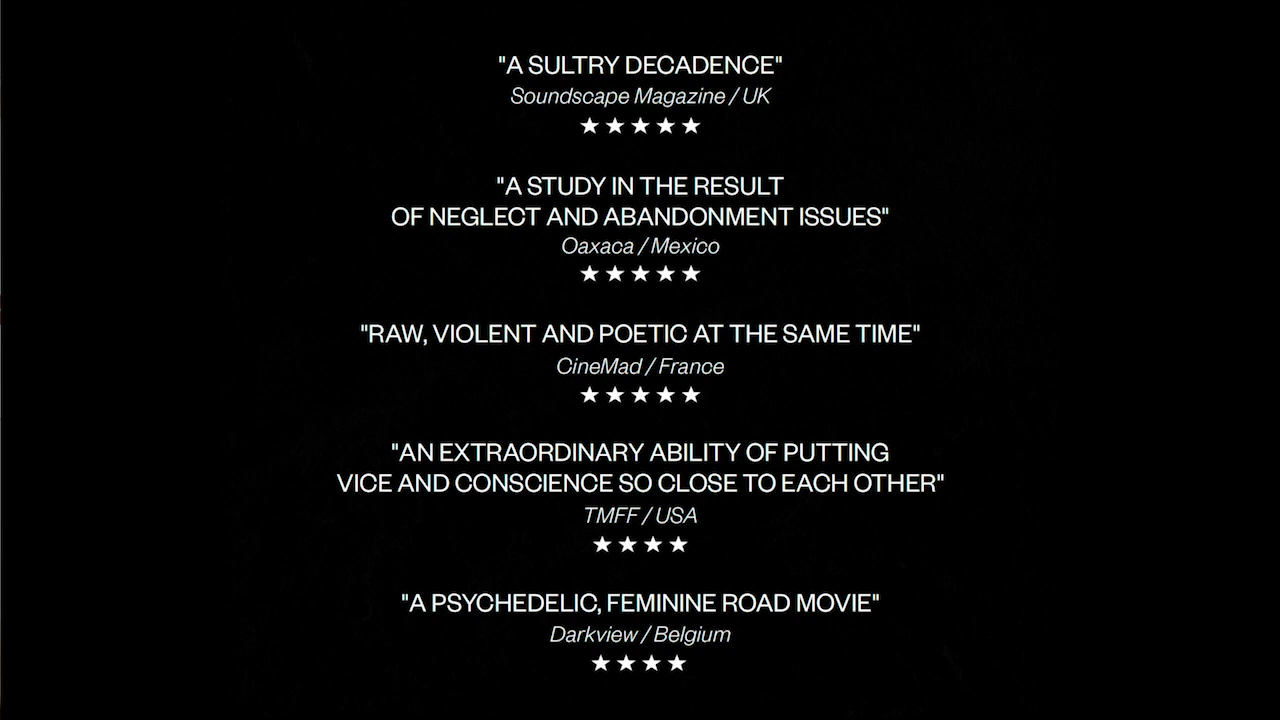 "A SULTRY DECADENCE"
Soundscape Magazine / UK
★ ★ ★ ★ ★
"A STUDY IN THE RESULT
OF NEGLECT AND ABANDONMENT ISSUES"
Oaxaca / Mexico
★ ★ ★ ★ ★
"RAW, VIOLENT AND POETIC AT THE SAME TIME"
CineMad / France
★ ★ ★ ★ ★
"AN EXTRAORDINARY ABILITY OF PUTTING
VICE AND CONSCIENCE SO CLOSE TO EACH OTHER"
TMFF / USA
★ ★ ★ ★
"A PSYCHEDELIC, FEMININE ROAD MOVIE"
Darkview / Belgium
★ ★ ★ ★